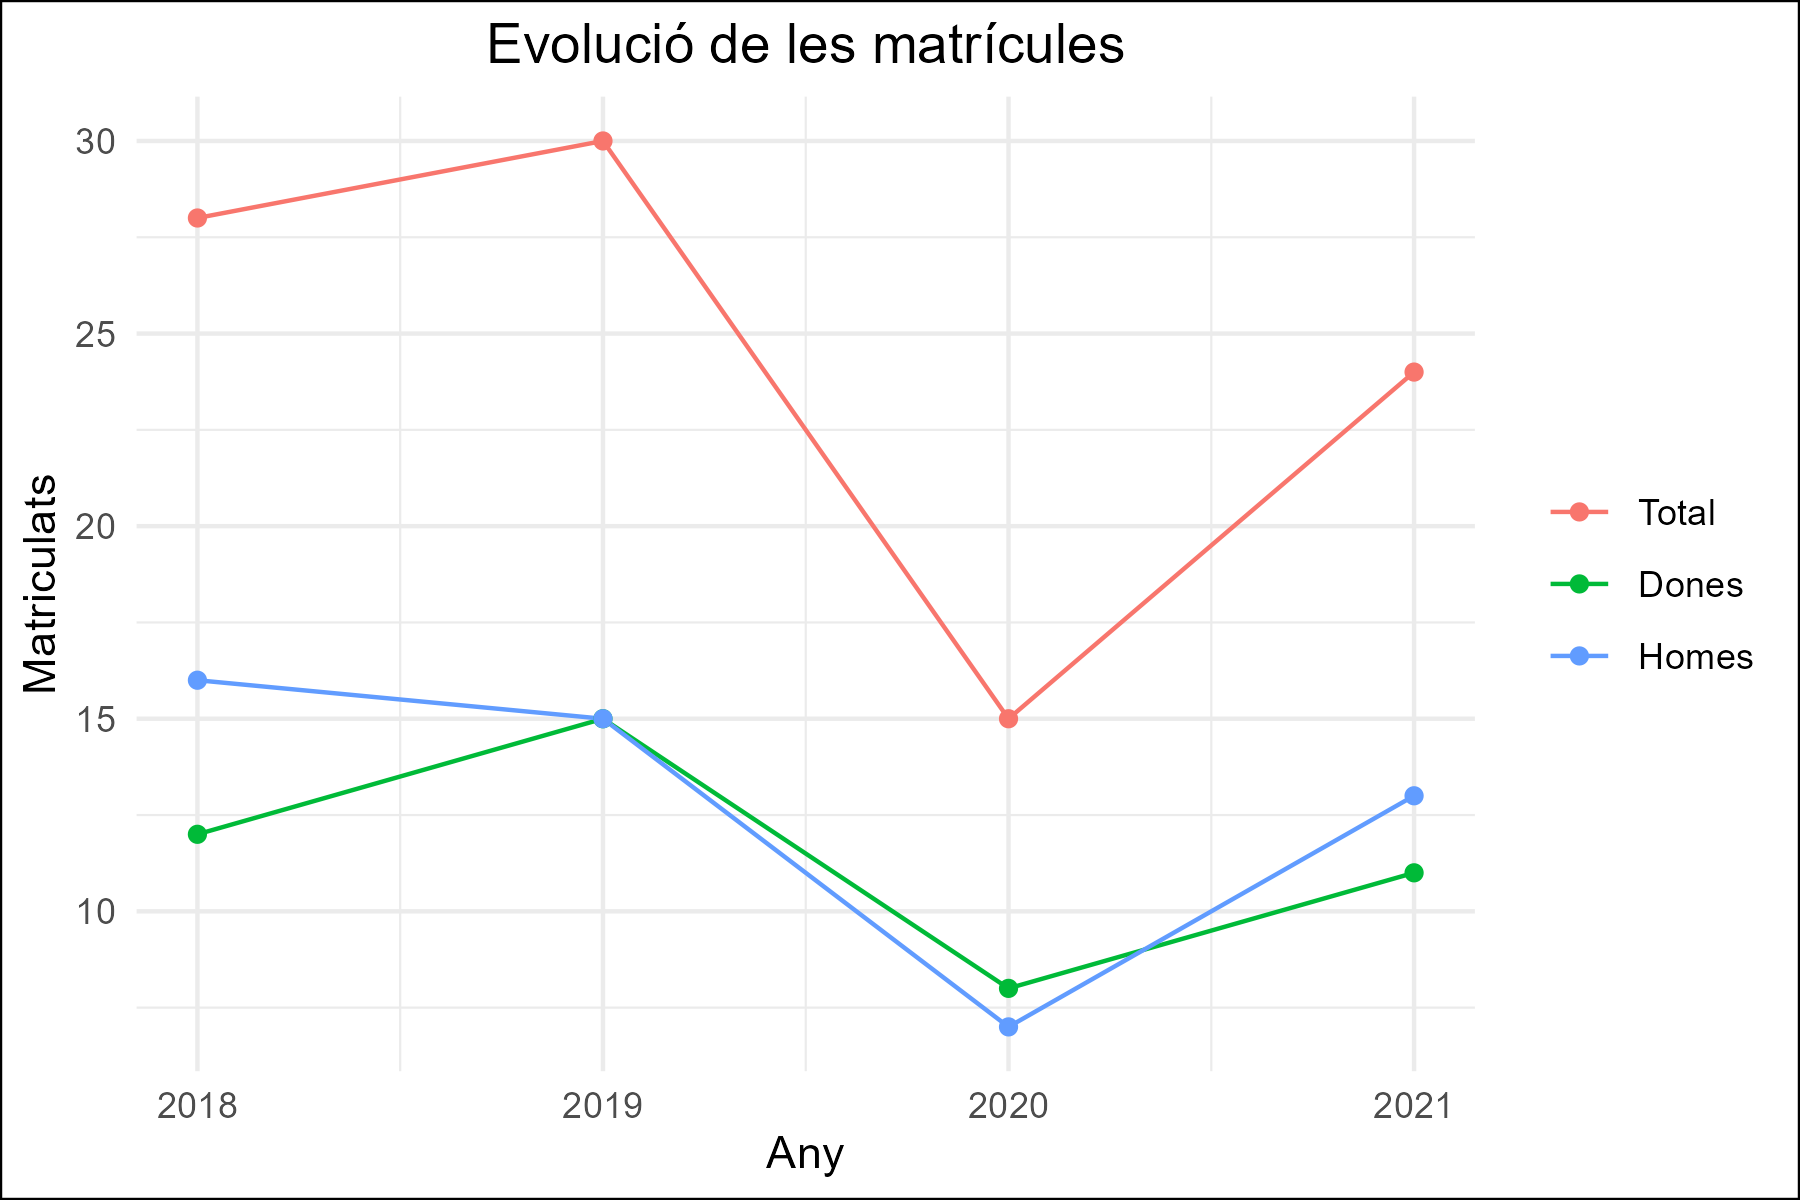 Evolució de les matrícules
Matriculats
30
25
20
15
10
2018
2019
2020
2021
Any
Total
Dones
Homes